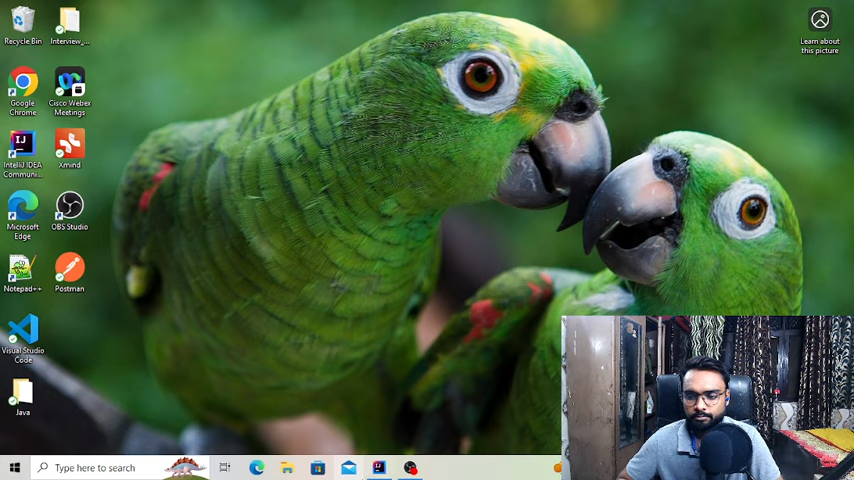 Recycle Bin
Interview_...
Google
Chrome
Cisco Webex
Meetings
IJ
IntelliJ IDEA
Communi...
Xmind
Microsoft
Edge
OBS Studio
Notepad++
Postman
Visual Studio
Code
Java
Learn about
this picture
Type here to search